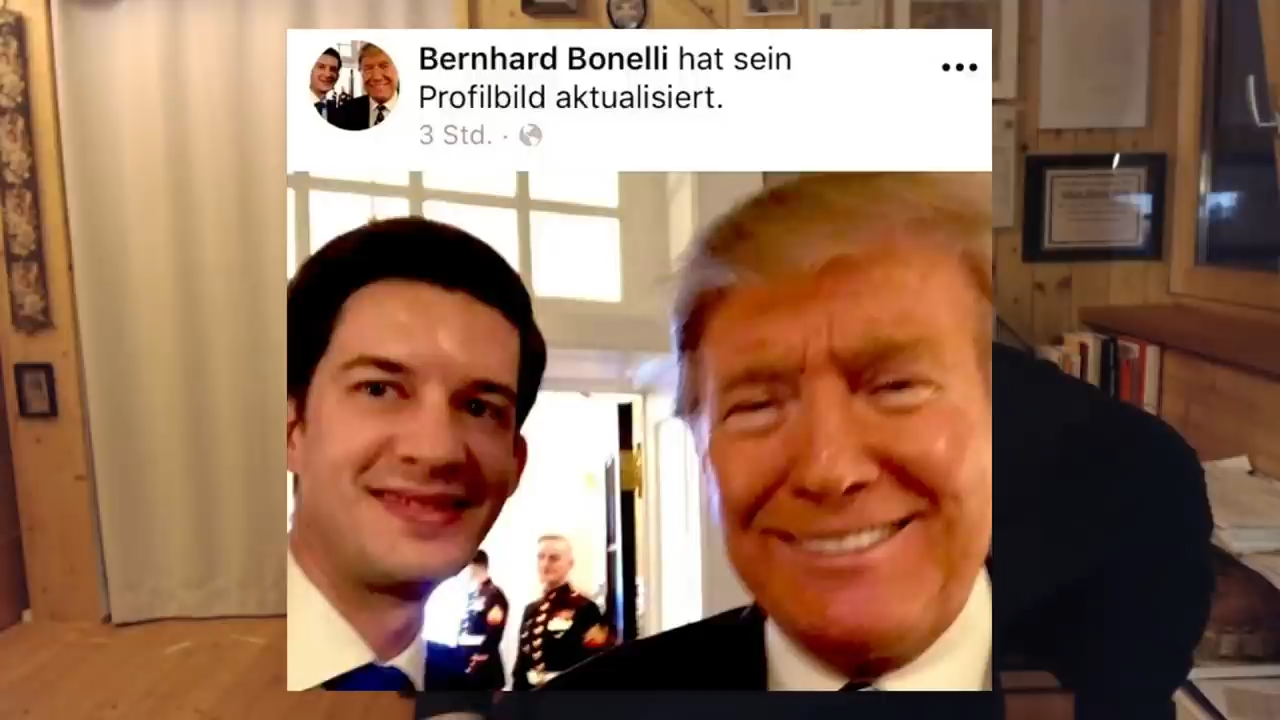 Bernhard Bonelli hat sein
Profilbild aktualisiert.
3 Std. ·